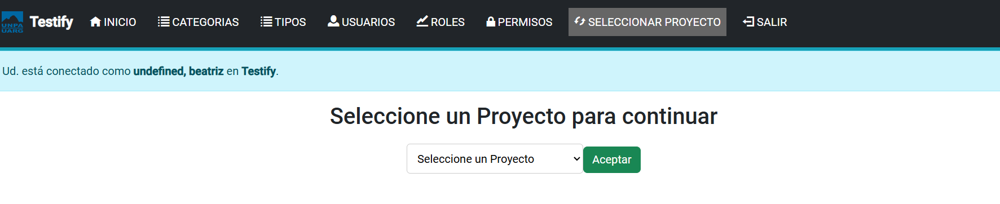 UNPA
UARG
Testify INICIO CATEGORIAS TIPOS USUARIOS ROLES PERMISOS SELECCIONAR PROYECTO SALIR
Ud. está conectado como undefined, beatriz en Testify.
Seleccione un Proyecto para continuar
Seleccione un Proyecto Aceptar